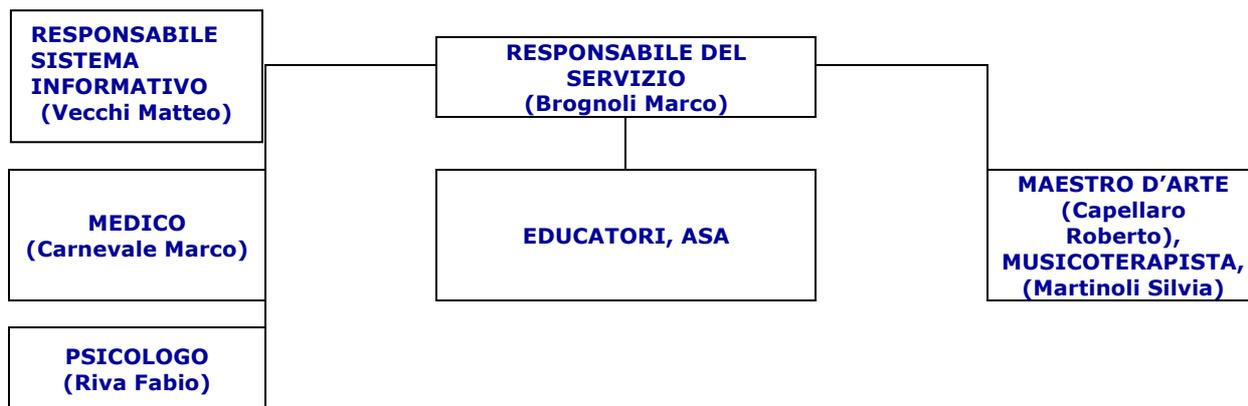 RESPONSABILE
SISTEMA
INFORMATIVO
(Vecchi Matteo)
RESPONSABILE DEL
SERVIZIO
(Brognoli Marco)
MEDICO
(Carnevale Marco)
EDUCATORI, ASA
MAESTRO D’ARTE
(Capellaro
Roberto),
MUSICOTERAPISTA,
(Martinoli Silvia)
PSICOLOGO
(Riva Fabio)